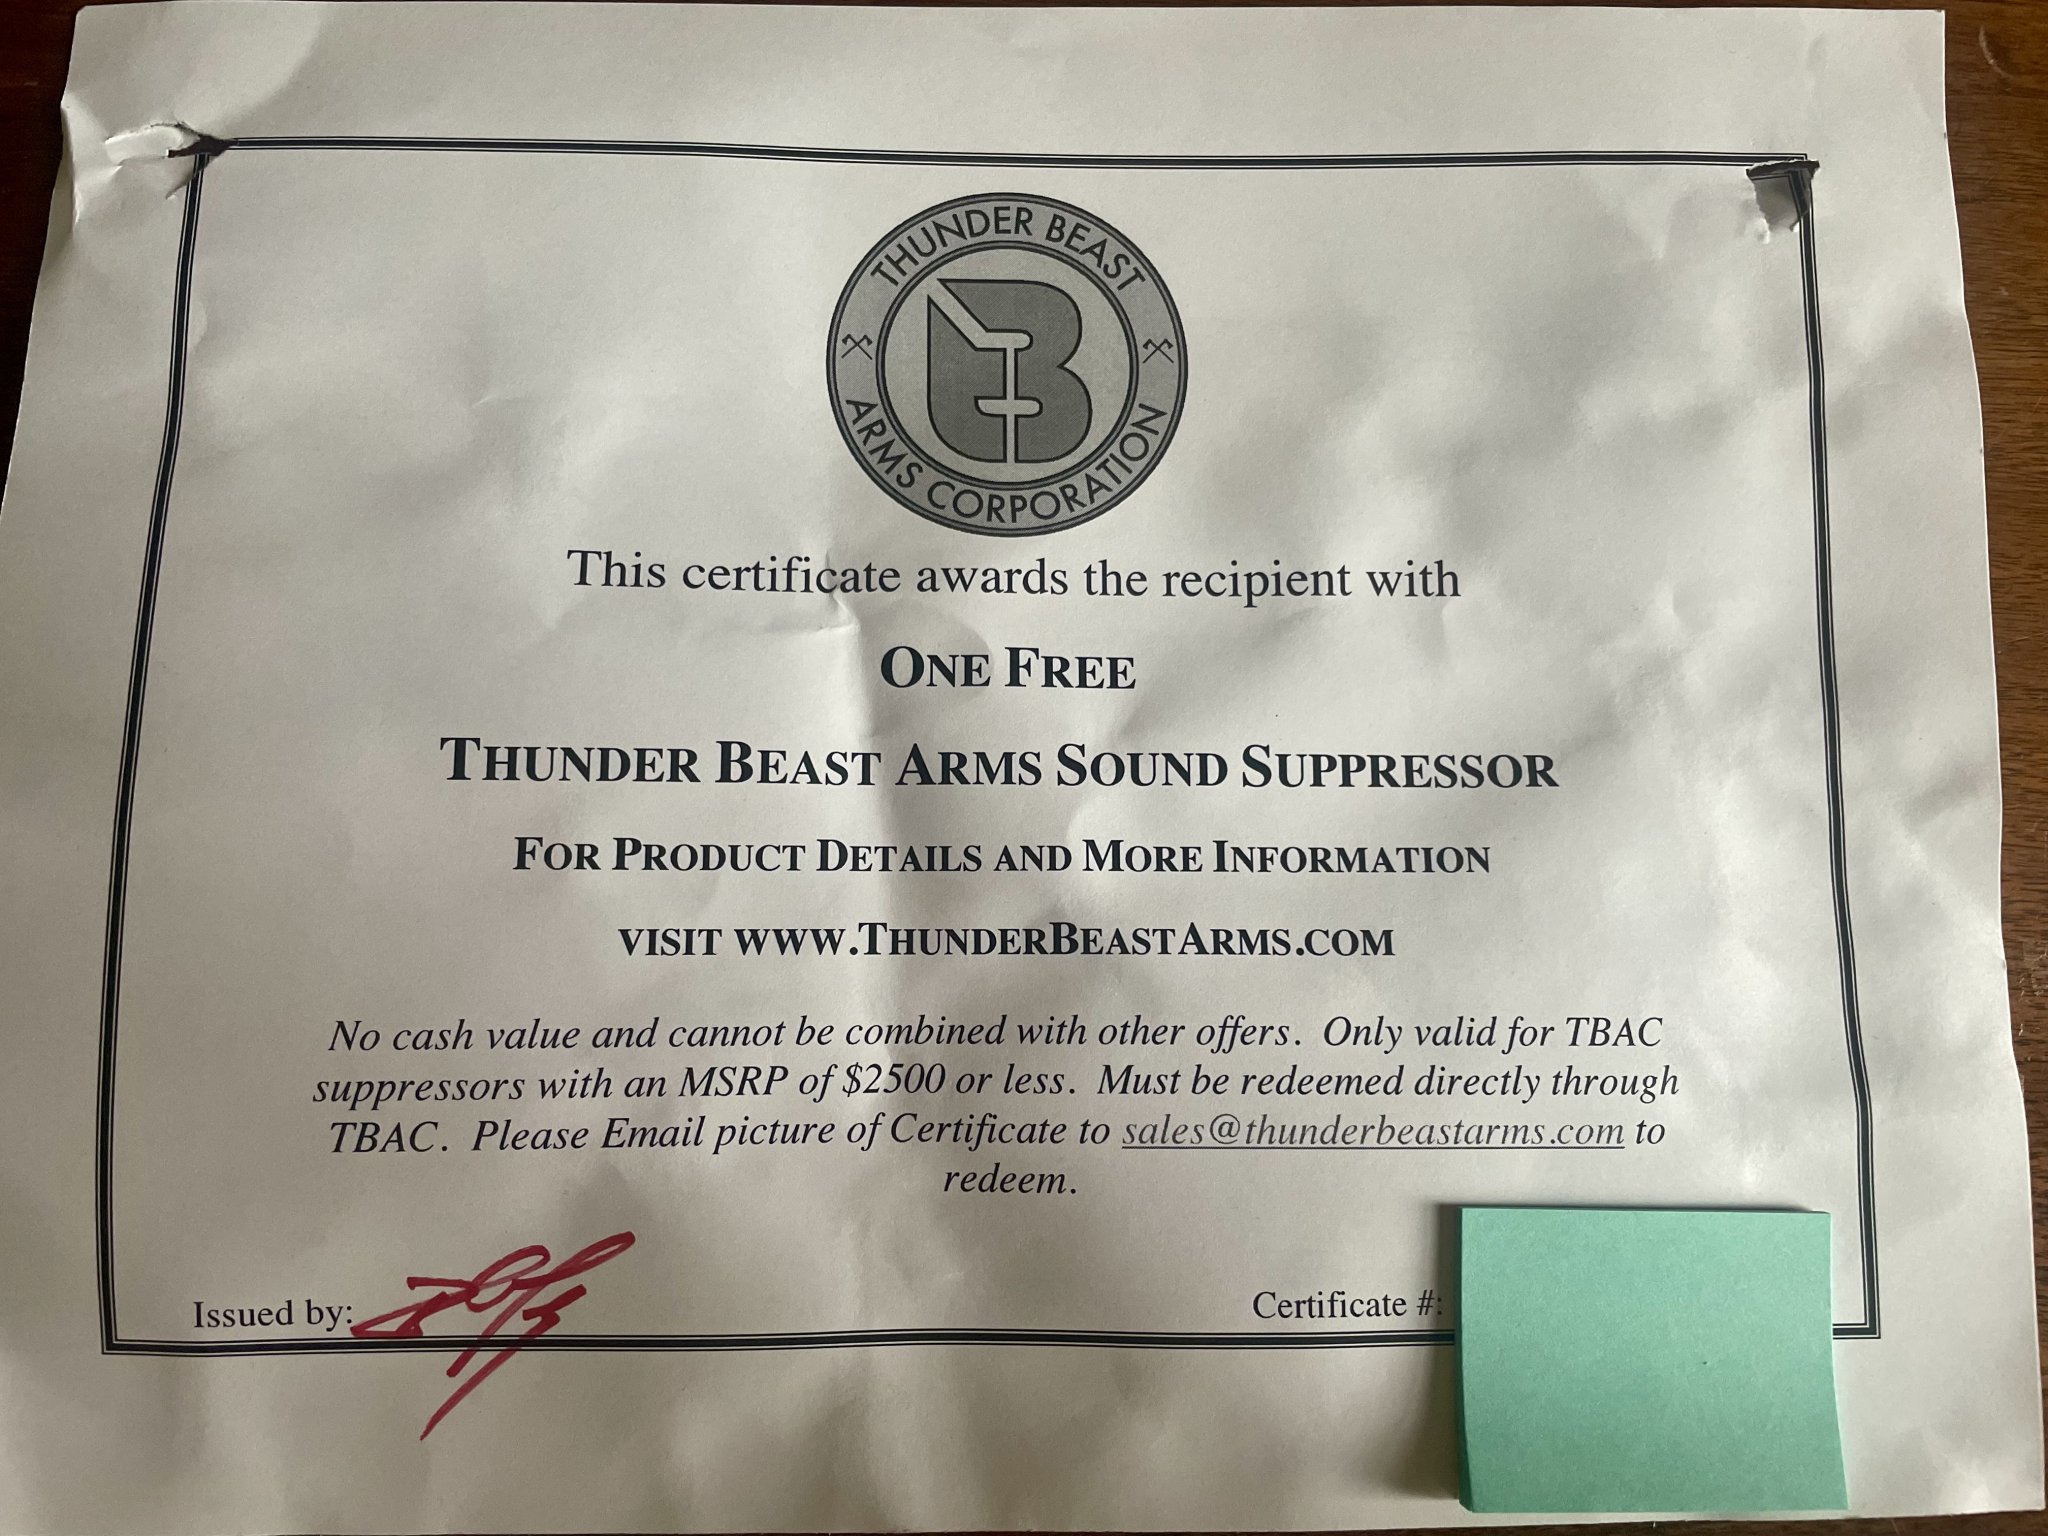 THUNDER BEAST
ARMS CORPORATION
This certificate awards the recipient with
ONE FREE
THUNDER BEAST ARMS SOUND SUPPRESSOR
FOR PRODUCT DETAILS AND MORE INFORMATION
VISIT WWW.THUNDERBEASTARMS.COM
No cash value and cannot be combined with other offers. Only valid for TBAC
suppressors with an MSRP of $2500 or less. Must be redeemed directly through
TBAC. Please Email picture of Certificate to sales@thunderbeastarms.com to
redeem.
Issued by:
Certificate #: